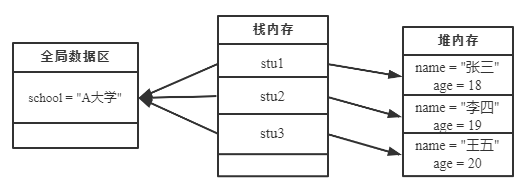 全局数据区
school = "A大学"
栈内存
stu1
stu2
stu3
堆内存
name = "张三"
age = 18
name = "李四"
age = 19
name = "王五"
age = 20